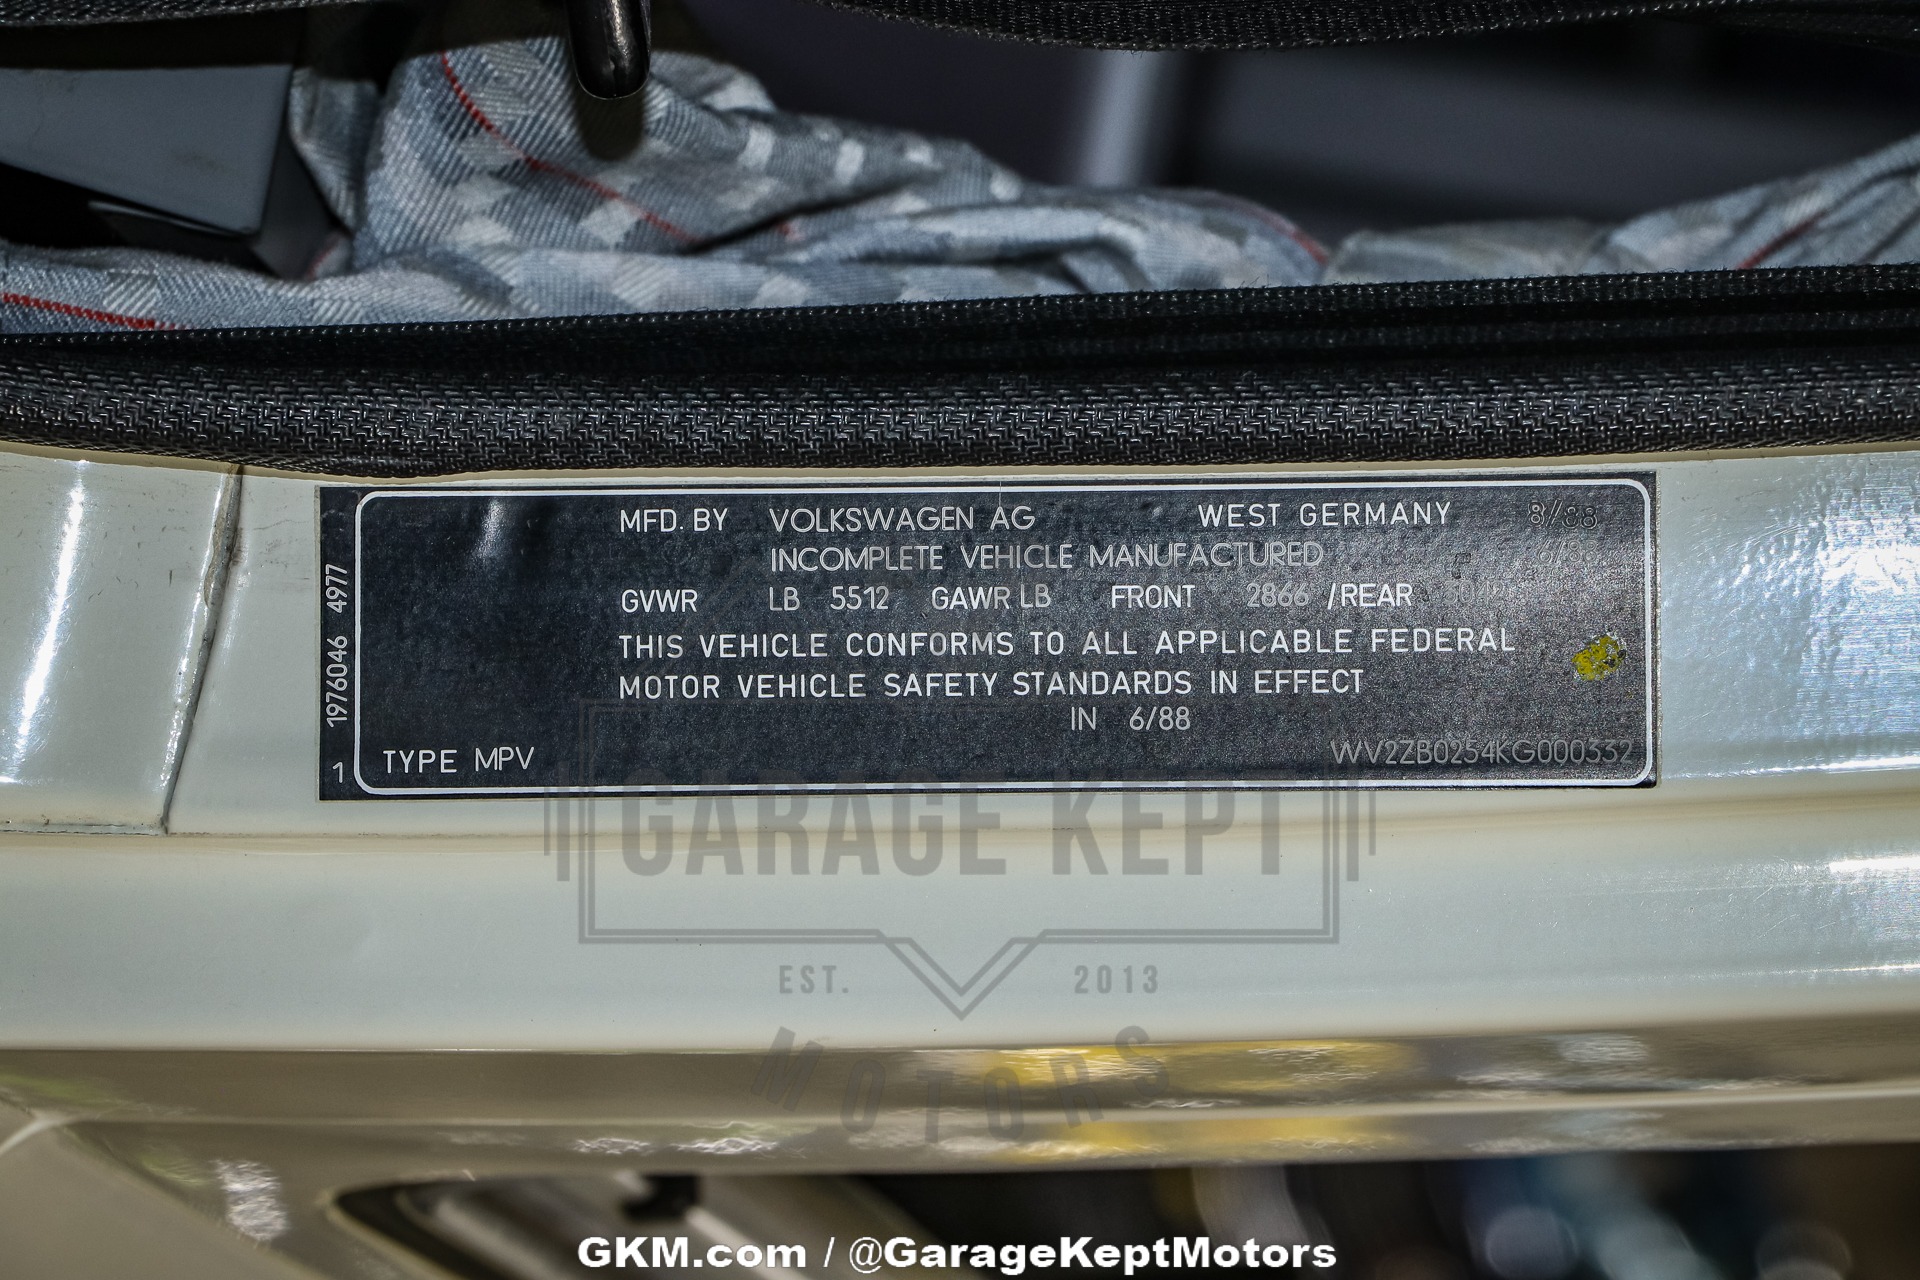 MFD. BY VOLKSWAGEN AG WEST GERMANY 8/88
INCOMPLETE VEHICLE MANUFACTURED
GVWR LB 5512 GAWR LB FRONT 2866 /REAR
THIS VEHICLE CONFORMS TO ALL APPLICABLE FEDERAL
MOTOR VEHICLE SAFETY STANDARDS IN EFFECT
IN 6/88
TYPE MPV WV2ZB0254KG000332
1 1976046 4977
GARAGE KEPT
EST. 2013
MOTORS
GKM.com / @GarageKeptMotors